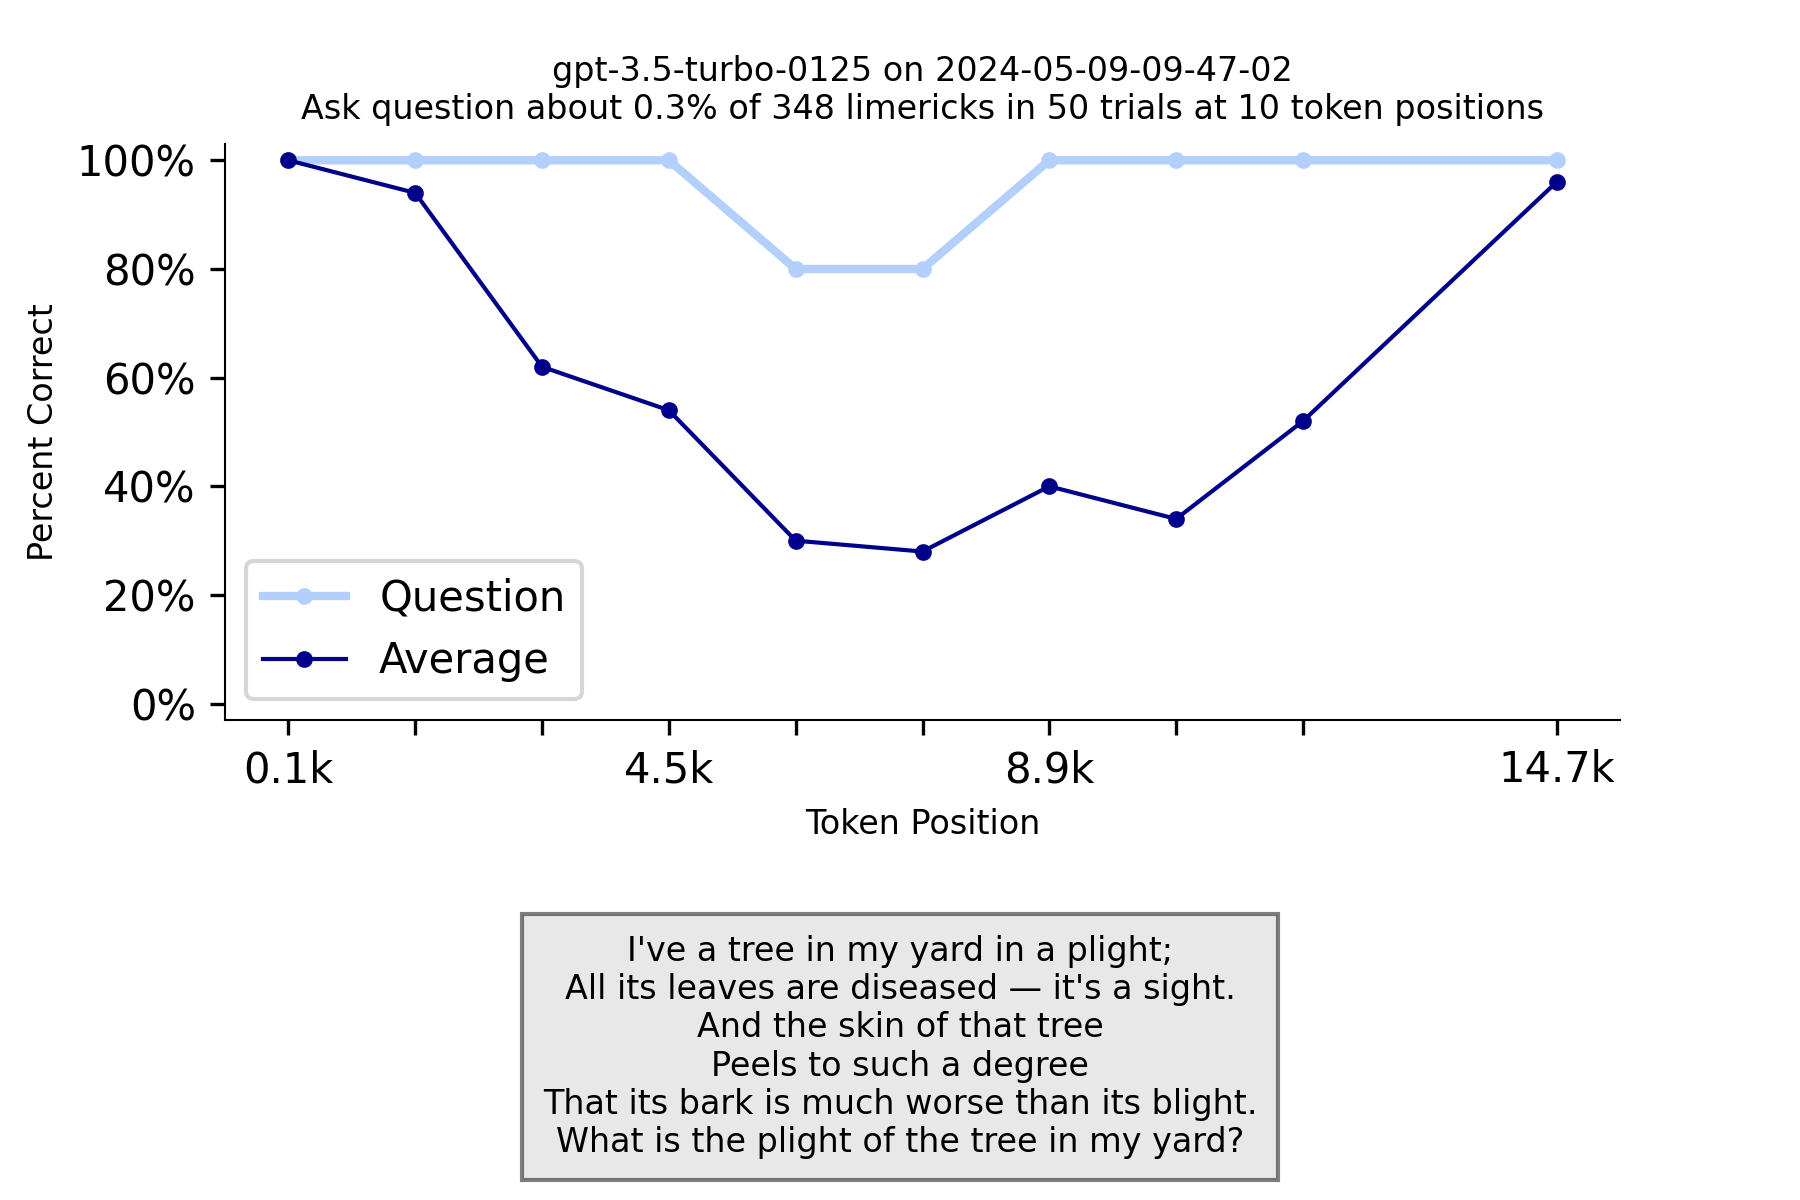 gpt-3.5-turbo-0125 on 2024-05-09-09-47-02
Ask question about 0.3% of 348 limericks in 50 trials at 10 token positions
100%
80%
60%
40%
20%
0%
Percent Correct
Question
Average
0.1k
4.5k
8.9k
14.7k
Token Position
I've a tree in my yard in a plight;
All its leaves are diseased — it's a sight.
And the skin of that tree
Peels to such a degree
That its bark is much worse than its blight.
What is the plight of the tree in my yard?